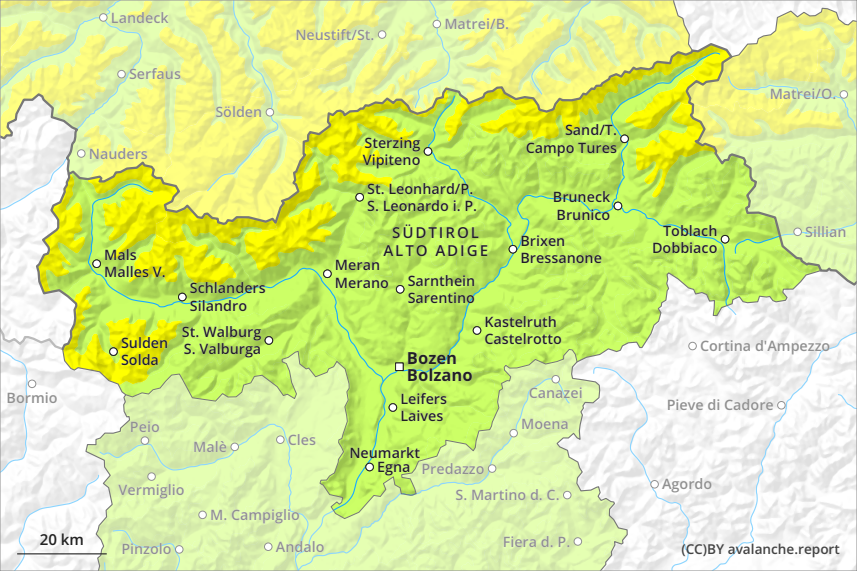 Landeck
Matrei/B.
Neustift/St.
Serfaus
Matrei/O.
Sölden
Sand/T.
Campo Tures
Sterzing
Vipiteno
Nauders
St. Leonhard/P.
S. Leonardo i. P.
Bruneck
Brunico
SÜDTIROL
ALTO ADIGE
Toblach
Dobbiaco
Sillian
Brixen
Bressanone
Mals
Malles V.
Meran
Merano
Sarnthein
Sarentino
Schlanders
Silandro
Kastelruth
Castelrotto
St. Walburg
S. Valburga
Sulden
Solda
Cortina d'Ampezzo
Bozen
Bolzano
Bormio
Canazei
Leifers
Laives
Pieve di Cadore
Peio
Moena
Malè
Cles
Neumarkt
Egna
Predazzo
Vermiglio
Agordo
S. Martino d. C.
M. Campiglio
20 km
Pinzolo
Andalo
Fiera d. P.
(CC)BY avalanche.report